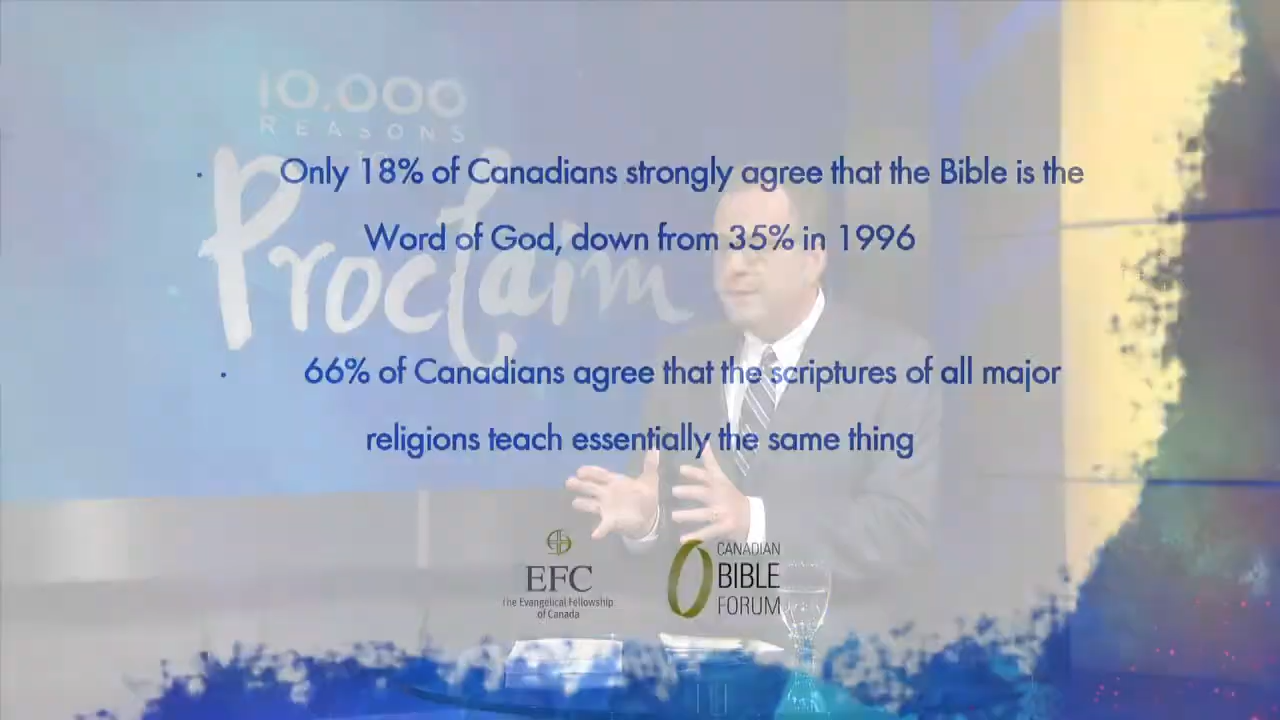 10,000
REASONS
TO
Proclaim
· Only 18% of Canadians strongly agree that the Bible is the
Word of God, down from 35% in 1996
· 66% of Canadians agree that the scriptures of all major
religions teach essentially the same thing
EFC
The Evangelical Fellowship
of Canada
CANADIAN
BIBLE
FORUM